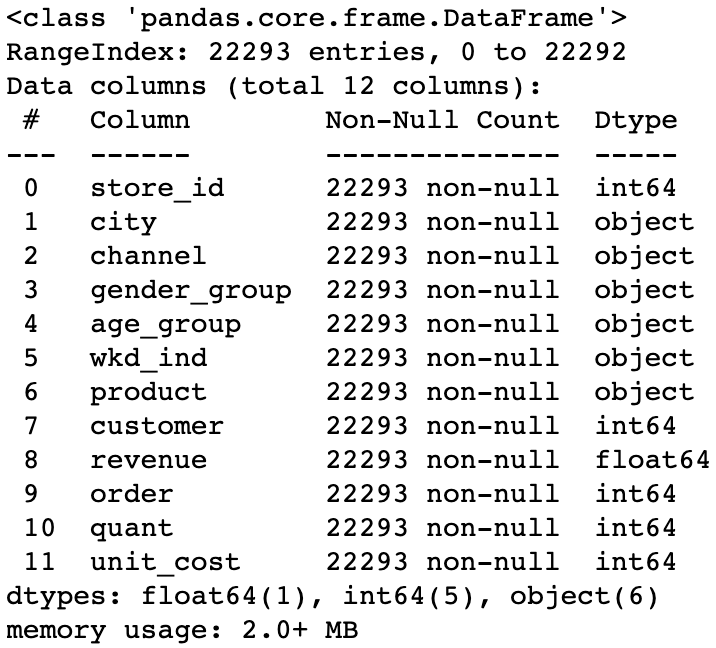 <class 'pandas.core.frame.DataFrame'>
RangeIndex: 22293 entries, 0 to 22292
Data columns (total 12 columns):
 #   Column        Non-Null Count  Dtype
---  ------        --------------  -----
 0   store_id      22293 non-null  int64
 1   city          22293 non-null  object
 2   channel       22293 non-null  object
 3   gender_group  22293 non-null  object
 4   age_group     22293 non-null  object
 5   wkd_ind       22293 non-null  object
 6   product       22293 non-null  object
 7   customer      22293 non-null  int64
 8   revenue       22293 non-null  float64
 9   order         22293 non-null  int64
 10  quant         22293 non-null  int64
 11  unit_cost     22293 non-null  int64
dtypes: float64(1), int64(5), object(6)
memory usage: 2.0+ MB